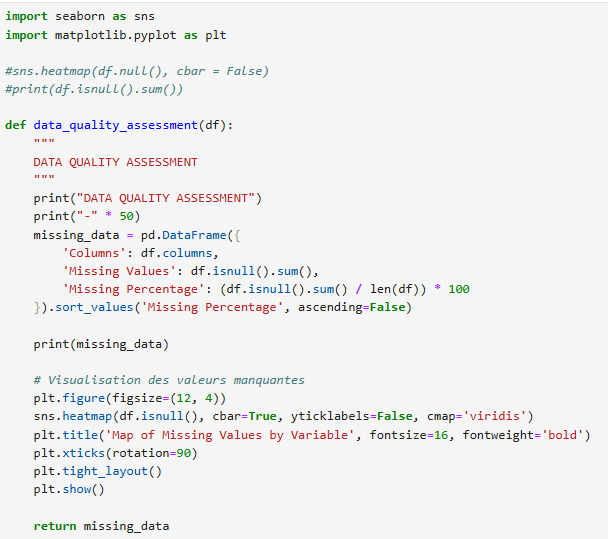 import seaborn as sns
import matplotlib.pyplot as plt

#sns.heatmap(df.null(), cbar = False)
#print(df.isnull().sum())

def data_quality_assessment(df):
    """
    DATA QUALITY ASSESSMENT
    """
    print("DATA QUALITY ASSESSMENT")
    print("-" * 50)
    missing_data = pd.DataFrame({
        'Columns': df.columns,
        'Missing Values': df.isnull().sum(),
        'Missing Percentage': (df.isnull().sum() / len(df)) * 100
    }).sort_values('Missing Percentage', ascending=False)

    print(missing_data)

    # Visualisation des valeurs manquantes
    plt.figure(figsize=(12, 4))
    sns.heatmap(df.isnull(), cbar=True, yticklabels=False, cmap='viridis')
    plt.title('Map of Missing Values by Variable', fontsize=16, fontweight='bold')
    plt.xticks(rotation=90)
    plt.tight_layout()
    plt.show()

    return missing_data